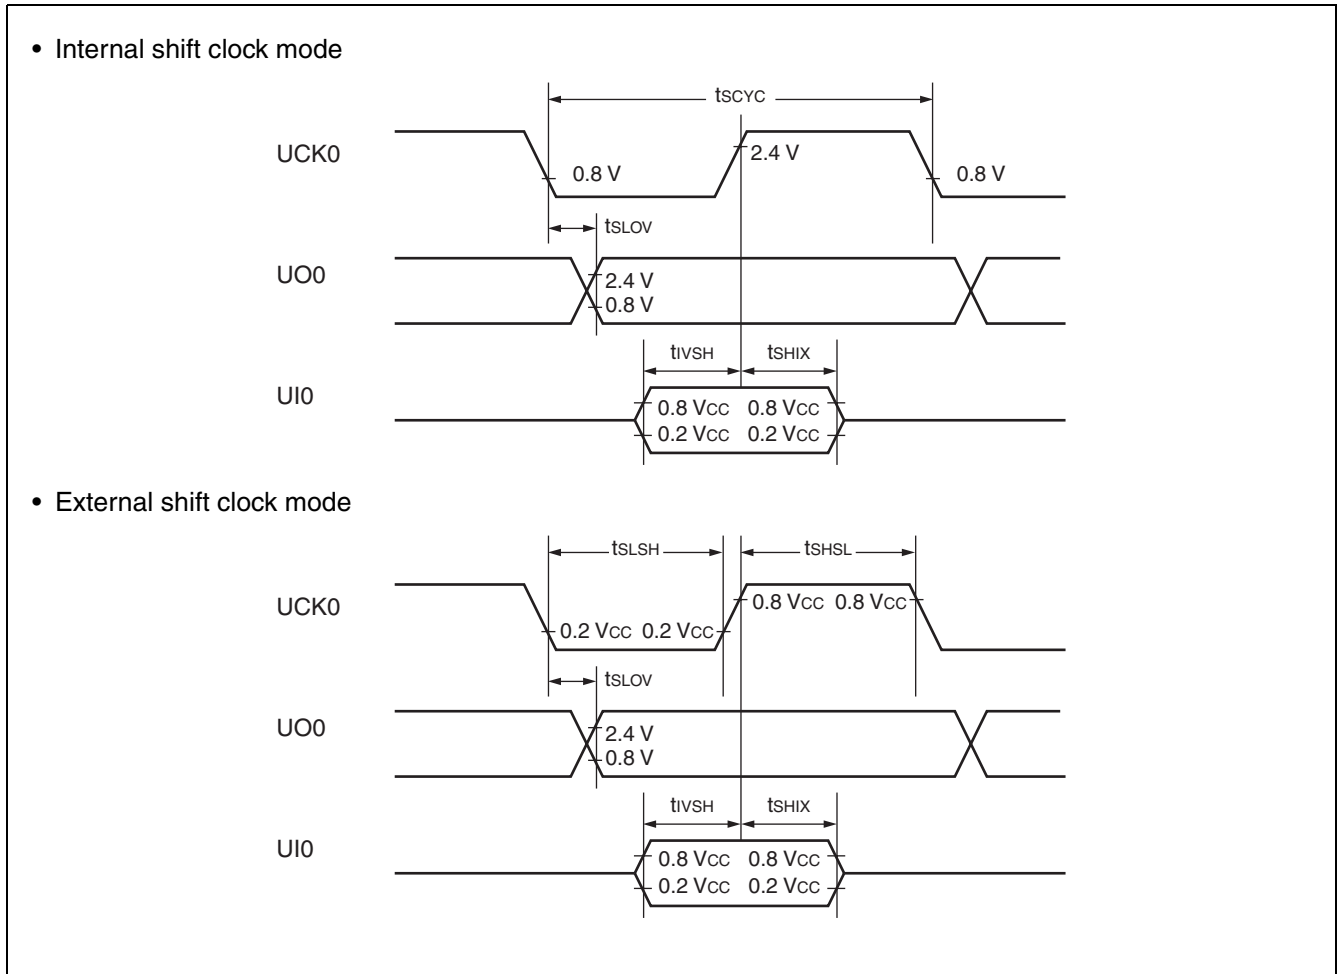 • Internal shift clock mode
tSCYC
UCK0
0.8 V
2.4 V
0.8 V
tSLOV
UO0
2.4 V
0.8 V
tIVSH tSHIX
UI0
0.8 VCC 0.8 VCC
0.2 VCC 0.2 VCC
• External shift clock mode
tSLSH tSHSL
UCK0
0.8 VCC 0.8 VCC
0.2 VCC 0.2 VCC
tSLOV
UO0
2.4 V
0.8 V
tIVSH tSHIX
UI0
0.8 VCC 0.8 VCC
0.2 VCC 0.2 VCC